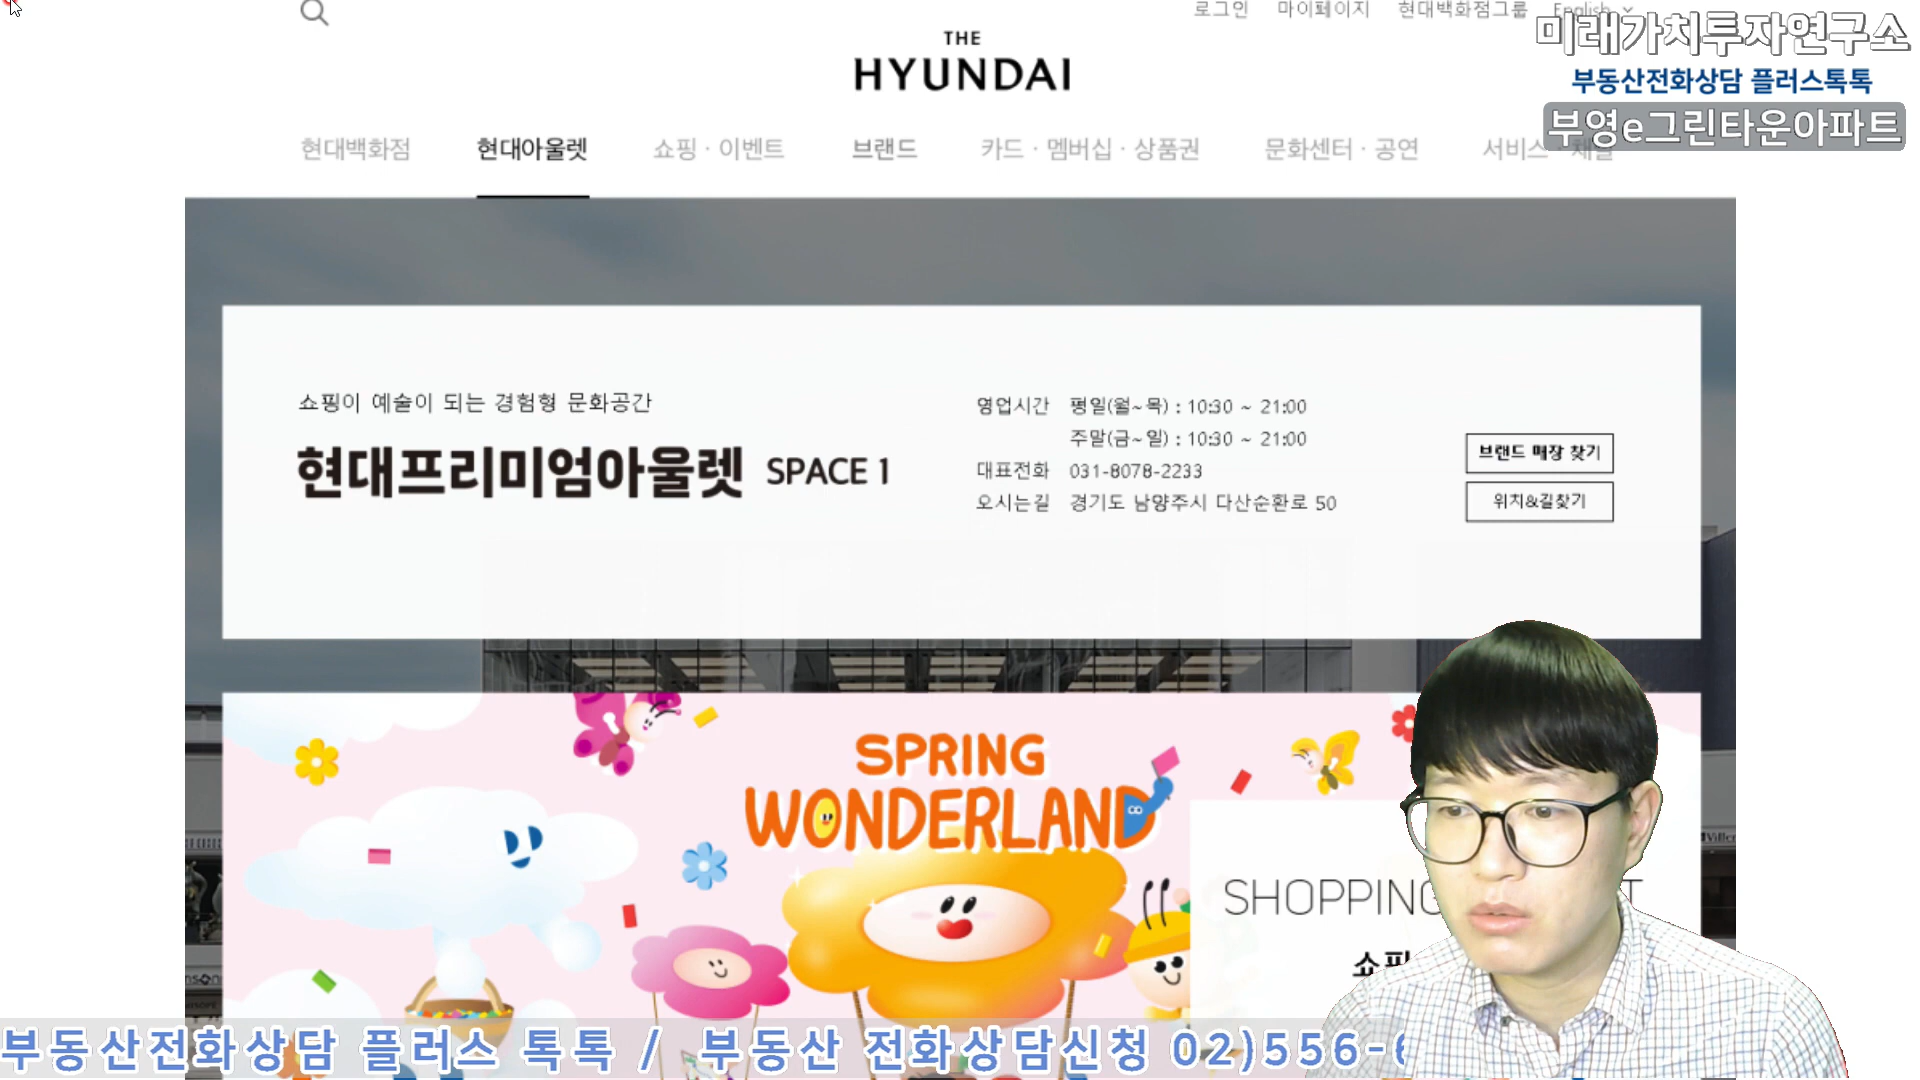 로그인 마이페이지 현대백화점그룹 English
미래가치투자연구소
THE
HYUNDAI
부동산전화상담 플러스톡톡
부영e그린타운아파트
현대백화점 현대아울렛 쇼핑 · 이벤트 브랜드 카드 · 멤버십 · 상품권 문화센터 · 공연 서비스 · 채널
쇼핑이 예술이 되는 경험형 문화공간
현대프리미엄아울렛 SPACE 1
영업시간 평일(월~목) : 10:30 ~ 21:00
주말(금~일) : 10:30 ~ 21:00
대표전화 031-8078-2233
오시는길 경기도 남양주시 다산순환로 50
브랜드 매장 찾기
위치&길찾기
SPRING
WONDERLAND
SHOPPING
쇼핑
부동산전화상담 플러스 톡톡 / 부동산 전화상담신청 02)556-6